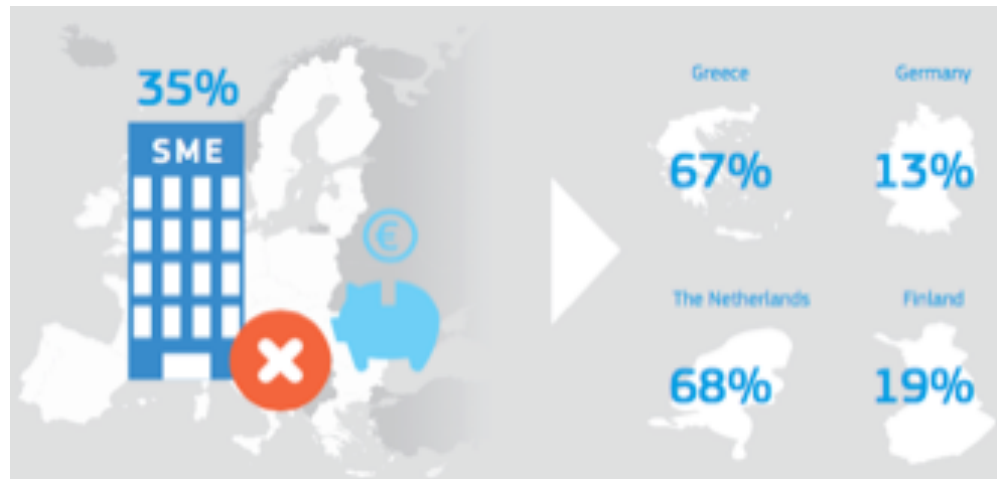 35%
SME
€
Greece
67%
Germany
13%
The Netherlands
68%
Finland
19%